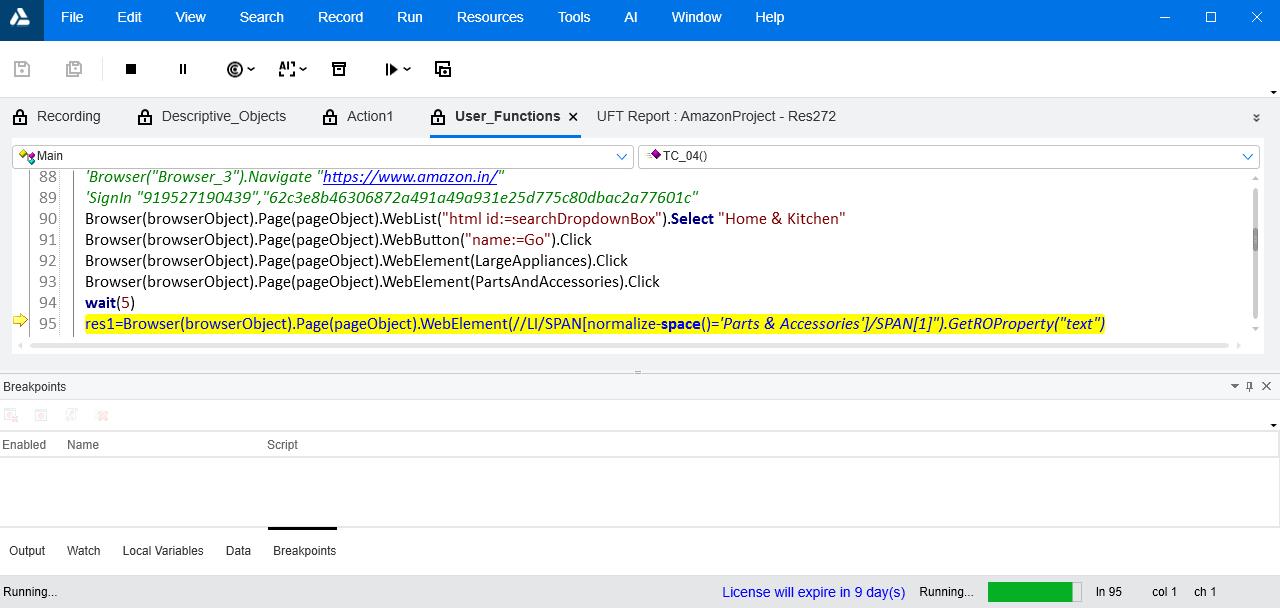 File Edit View Search Record Run Resources Tools AI Window Help
Recording Descriptive_Objects Action1 User_Functions UFT Report : AmazonProject - Res272
Main TC_04()
88 'Browser("Browser_3").Navigate "https://www.amazon.in/"
89 'SignIn "919527190439","62c3e8b46306872a491a49a931e25d775c80dbac2a77601c"
90 Browser(browserObject).Page(pageObject).WebList("html id:=searchDropdownBox").Select "Home & Kitchen"
91 Browser(browserObject).Page(pageObject).WebButton("name:=Go").Click
92 Browser(browserObject).Page(pageObject).WebElement(LargeAppliances).Click
93 Browser(browserObject).Page(pageObject).WebElement(PartsAndAccessories).Click
94 wait(5)
95 res1=Browser(browserObject).Page(pageObject).WebElement(//LI/SPAN[normalize-space()='Parts & Accessories']/SPAN[1]").GetROProperty("text")
Breakpoints
Enabled Name Script
Output Watch Local Variables Data Breakpoints
Running... License will expire in 9 day(s) Running... ln 95 col 1 ch 1